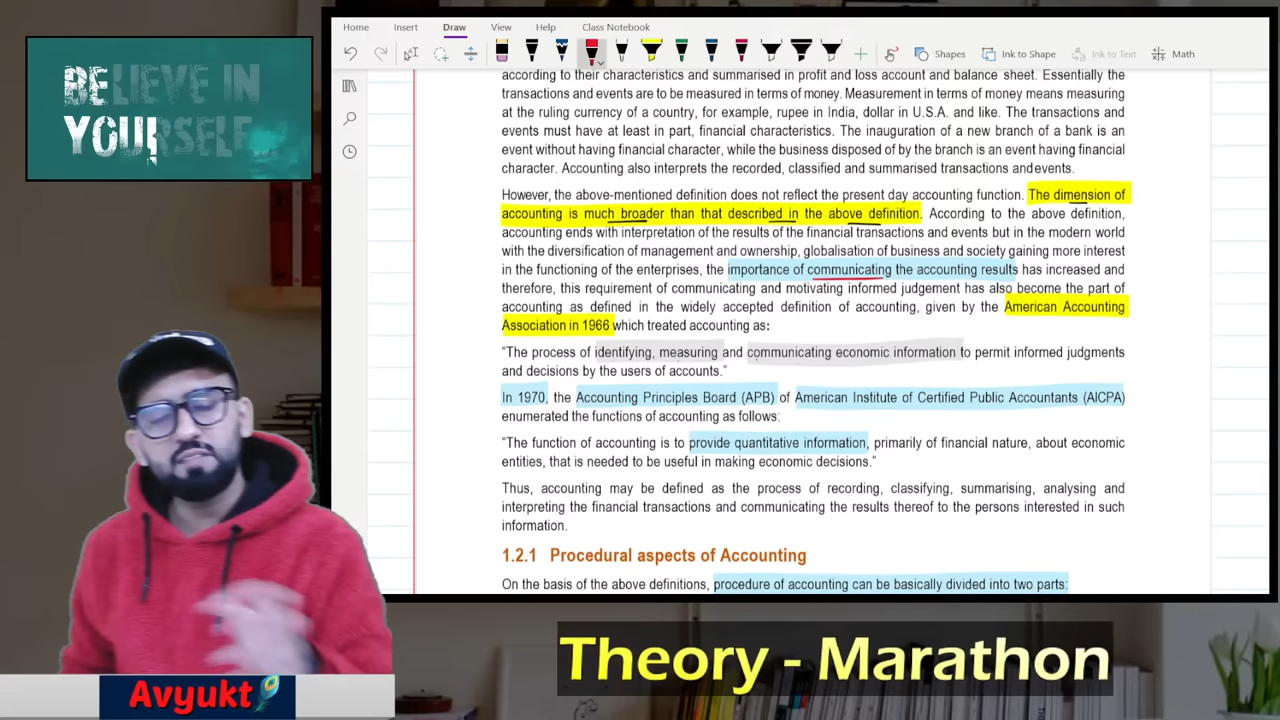 BELIEVE IN
YOURSELF
Home Insert Draw View Help Class Notebook
Shapes Ink to Shape Ink to Text Math
according to their characteristics and summarised in profit and loss account and balance sheet. Essentially the
transactions and events are to be measured in terms of money. Measurement in terms of money means measuring
at the ruling currency of a country, for example, rupee in India, dollar in U.S.A. and like. The transactions and
events must have at least in part, financial characteristics. The inauguration of a new branch of a bank is an
event without having financial character, while the business disposed of by the branch is an event having financial
character. Accounting also interprets the recorded, classified and summarised transactions and events.
However, the above-mentioned definition does not reflect the present day accounting function. The dimension of
accounting is much broader than that described in the above definition. According to the above definition,
accounting ends with interpretation of the results of the financial transactions and events but in the modern world
with the diversification of management and ownership, globalisation of business and society gaining more interest
in the functioning of the enterprises, the importance of communicating the accounting results has increased and
therefore, this requirement of communicating and motivating informed judgement has also become the part of
accounting as defined in the widely accepted definition of accounting, given by the American Accounting
Association in 1966 which treated accounting as:
"The process of identifying, measuring and communicating economic information to permit informed judgments
and decisions by the users of accounts."
In 1970, the Accounting Principles Board (APB) of American Institute of Certified Public Accountants (AICPA)
enumerated the functions of accounting as follows:
"The function of accounting is to provide quantitative information, primarily of financial nature, about economic
entities, that is needed to be useful in making economic decisions."
Thus, accounting may be defined as the process of recording, classifying, summarising, analysing and
interpreting the financial transactions and communicating the results thereof to the persons interested in such
information.
1.2.1 Procedural aspects of Accounting
On the basis of the above definitions, procedure of accounting can be basically divided into two parts:
Theory - Marathon
Avyukt